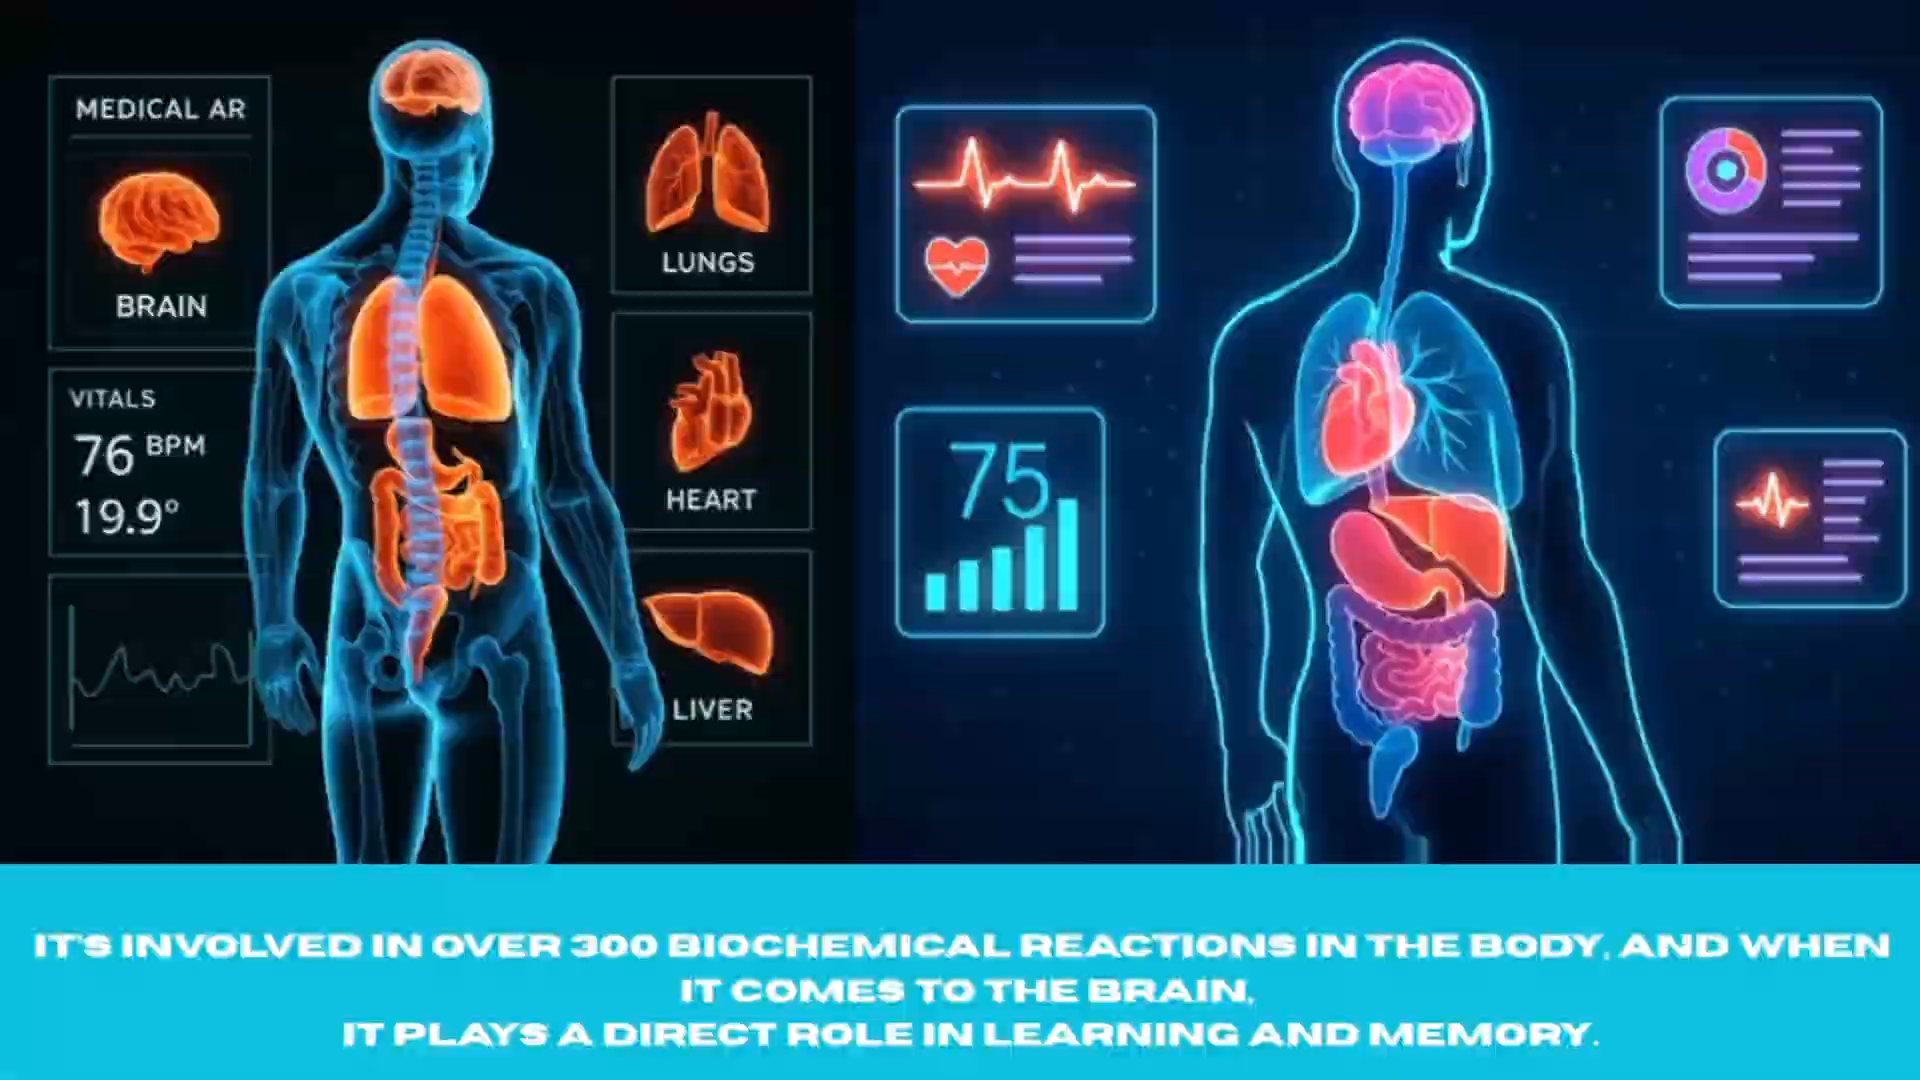 MEDICAL AR
BRAIN
VITALS
76 BPM
19.9°
LUNGS
HEART
LIVER
75
IT'S INVOLVED IN OVER 300 BIOCHEMICAL REACTIONS IN THE BODY, AND WHEN
IT COMES TO THE BRAIN,
IT PLAYS A DIRECT ROLE IN LEARNING AND MEMORY.